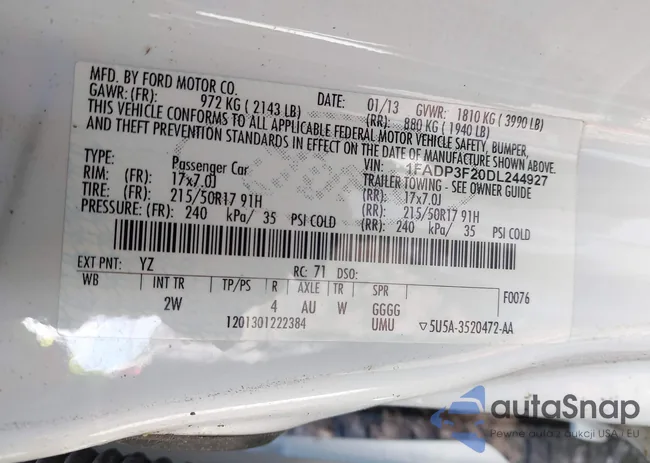 MFD. BY FORD MOTOR CO.
DATE: 01/13 GVWR: 1810 KG ( 3990 LB)
GAWR: (FR): 972 KG ( 2143 LB) (RR): 880 KG ( 1940 LB)
THIS VEHICLE CONFORMS TO ALL APPLICABLE FEDERAL MOTOR VEHICLE SAFETY, BUMPER,
AND THEFT PREVENTION STANDARDS IN EFFECT ON THE DATE OF MANUFACTURE SHOWN ABOVE.
VIN: 1FADP3F20DL244927
TYPE: Passenger Car TRAILER TOWING - SEE OWNER GUIDE
RIM: (FR): 17x7.0J (RR): 17x7.0J
TIRE: (FR): 215/50R17 91H (RR): 215/50R17 91H
PRESSURE: (FR): 240 kPa/ 35 PSI COLD (RR): 240 kPa/ 35 PSI COLD
EXT PNT: YZ RC: 71 DSO:
WB INT TR TP/PS R AXLE TR SPR F0076
2W 4 AU W GGGG
1201301222384 UMU ▽5U5A-3520472-AA
autoSnap
Pewne auta z aukcji USA i EU